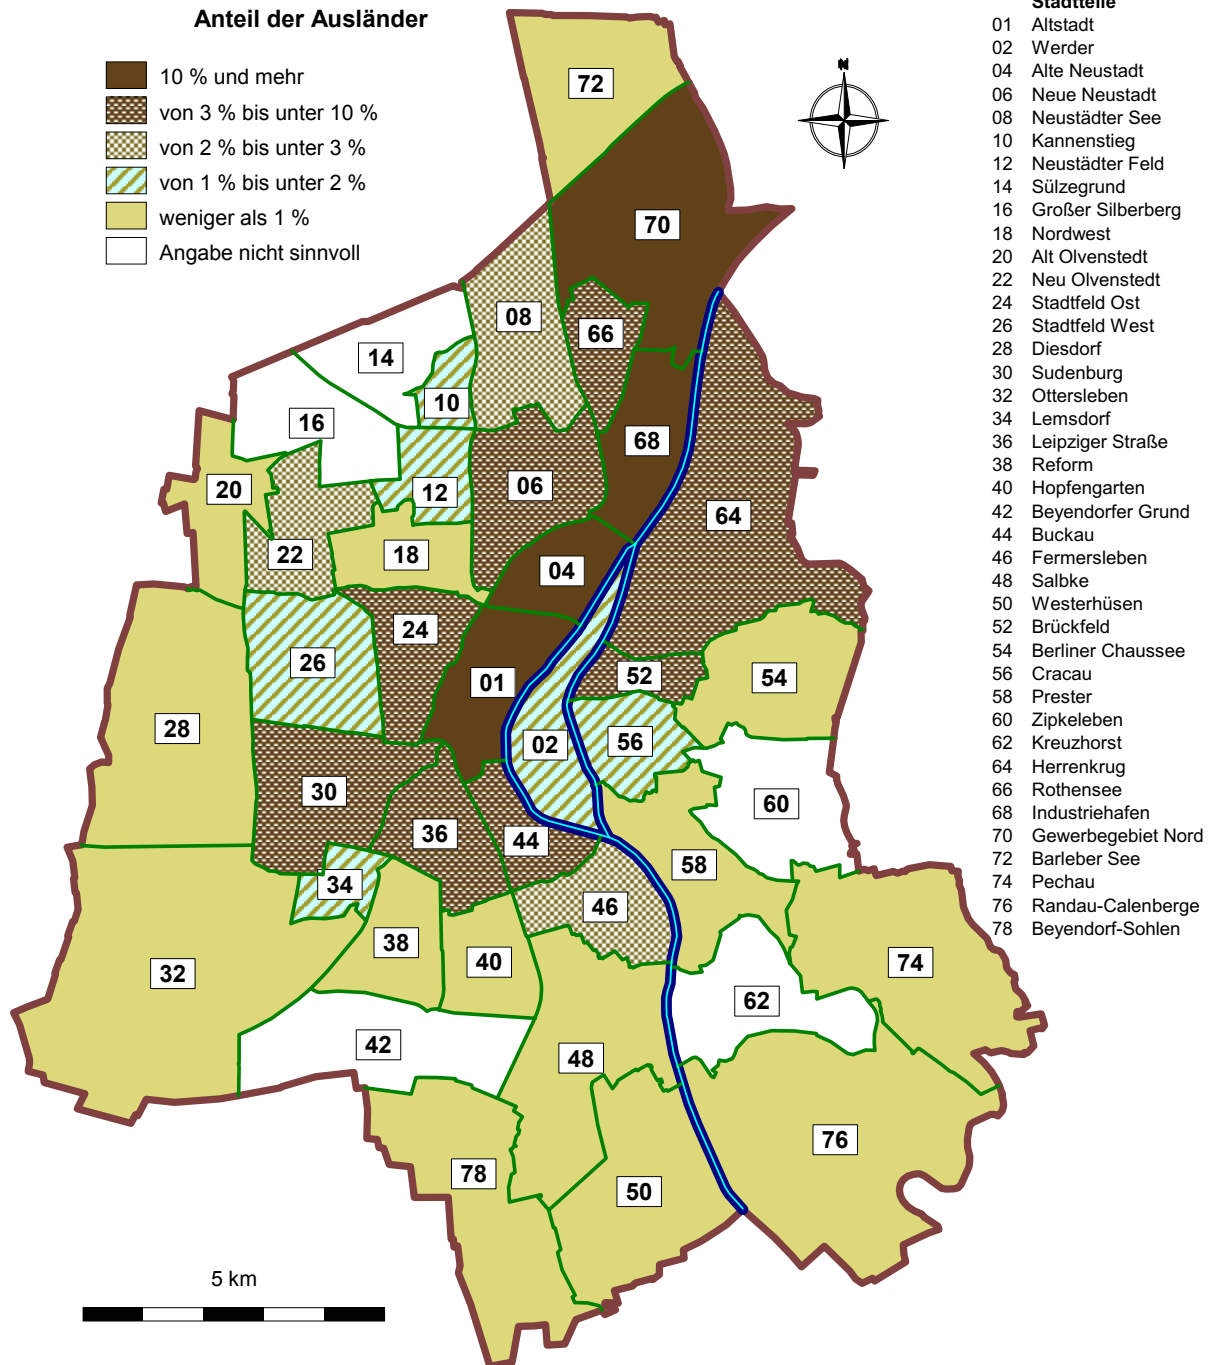 Anteil der Ausländer
10 % und mehr
von 3 % bis unter 10 %
von 2 % bis unter 3 %
von 1 % bis unter 2 %
weniger als 1 %
Angabe nicht sinnvoll
N
Stadtteile
01 Altstadt
02 Werder
04 Alte Neustadt
06 Neue Neustadt
08 Neustädter See
10 Kannenstieg
12 Neustädter Feld
14 Sülzegrund
16 Großer Silberberg
18 Nordwest
20 Alt Olvenstedt
22 Neu Olvenstedt
24 Stadtfeld Ost
26 Stadtfeld West
28 Diesdorf
30 Sudenburg
32 Ottersleben
34 Lemsdorf
36 Leipziger Straße
38 Reform
40 Hopfengarten
42 Beyendorfer Grund
44 Buckau
46 Fermersleben
48 Salbke
50 Westerhüsen
52 Brückfeld
54 Berliner Chaussee
56 Cracau
58 Prester
60 Zipkeleben
62 Kreuzhorst
64 Herrenkrug
66 Rothensee
68 Industriehafen
70 Gewerbegebiet Nord
72 Barleber See
74 Pechau
76 Randau-Calenberge
78 Beyendorf-Sohlen
72
70
08
66
14
10
16
68
20
12
06
64
22
18
04
24
26
01
52
54
28
02
56
30
60
36
44
58
34
46
38
40
32
74
62
42
48
76
78
50
5 km